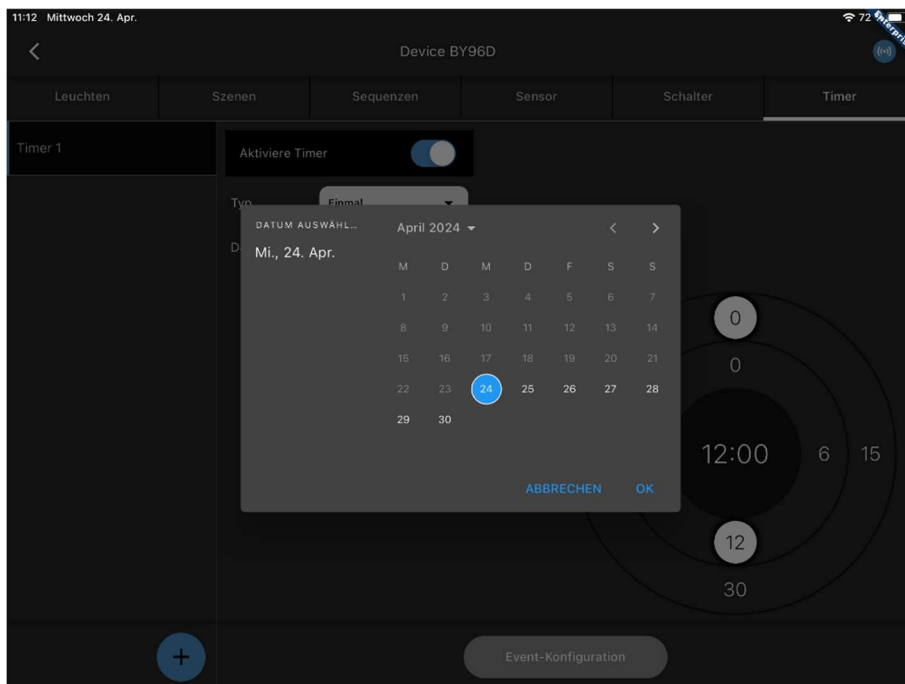 11:12 Mittwoch 24. Apr.
72 %
Enterpri
Device BY96D
Leuchten Szenen Sequenzen Sensor Schalter Timer
Timer 1
Aktiviere Timer
Typ Einmal
DATUM AUSWÄHL...
Mi., 24. Apr.
April 2024
M D M D F S S
1 2 3 4 5 6 7
8 9 10 11 12 13 14
15 16 17 18 19 20 21
22 23 24 25 26 27 28
29 30
ABBRECHEN OK
0
0
12:00 6 15
12
30
Event-Konfiguration